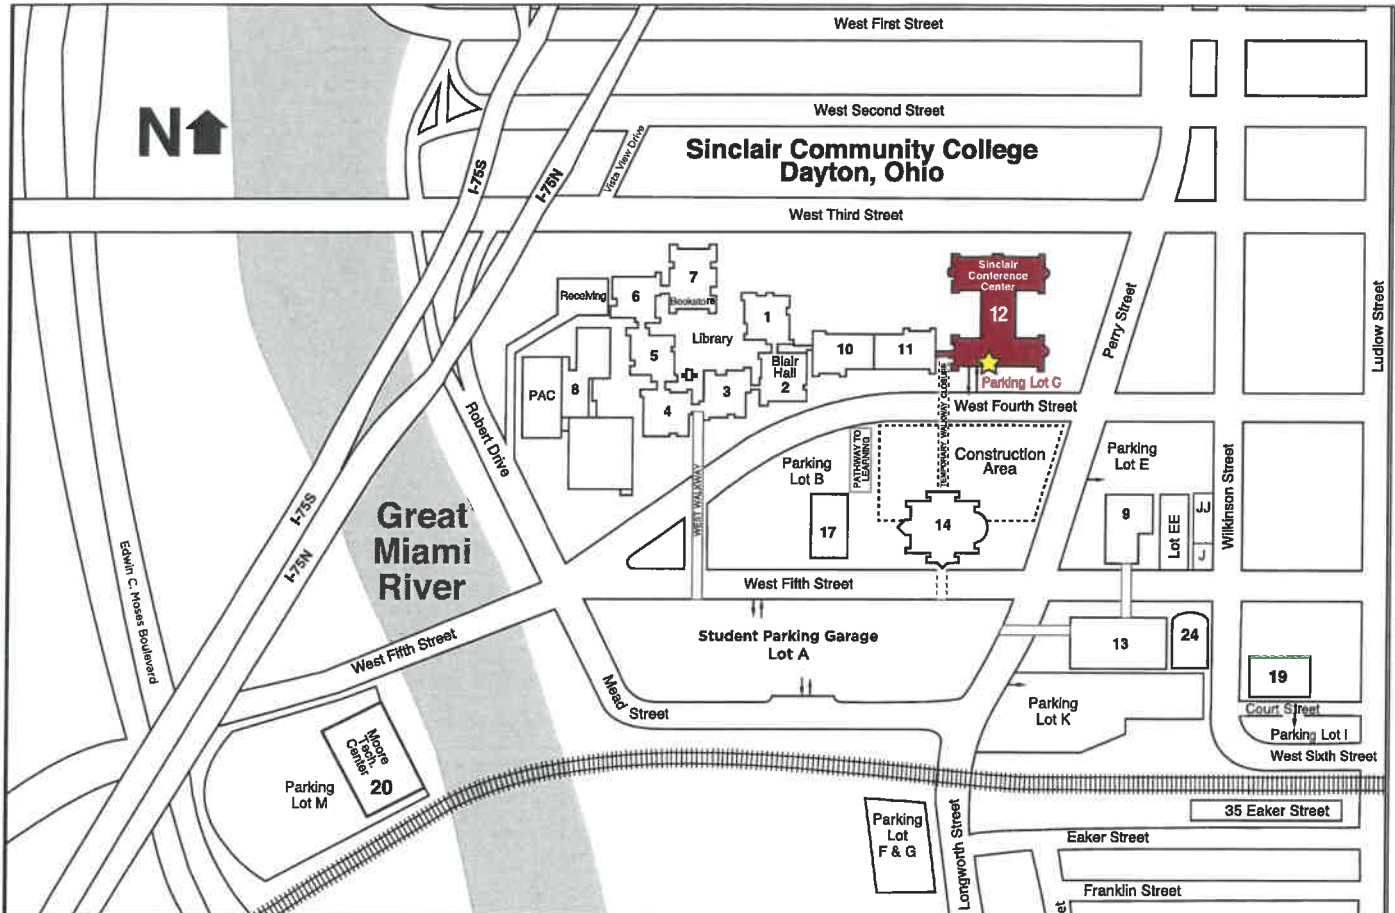 West First Street
N
West Second Street
Sinclair Community College
Dayton, Ohio
Vista View Drive
I-75S
I-75N
West Third Street
Sinclair
Conference
Center
12
7
Bookstore
Receiving
6
1
Library
5
10
11
Blair
Hall
2
PAC
8
3
4
Parking Lot C
Perry Street
Ludlow Street
West Fourth Street
TEMPORARY WALKWAY CLOSURE
Robert Drive
Parking
Lot B
PATHWAY TO
LEARNING
Construction
Area
Parking
Lot E
WEST WALKWAY
Wilkinson Street
I-75S
Great
Miami
River
17
14
9
Lot EE
JJ
J
I-75N
Edwin C. Moses Boulevard
West Fifth Street
West Fifth Street
Student Parking Garage
Lot A
13
24
19
Mead Street
Parking
Lot K
Court Street
Parking Lot I
West Sixth Street
Moore
Tech.
Center
20
Parking
Lot M
Parking
Lot
F & G
Longworth Street
35 Eaker Street
Eaker Street
Franklin Street
et